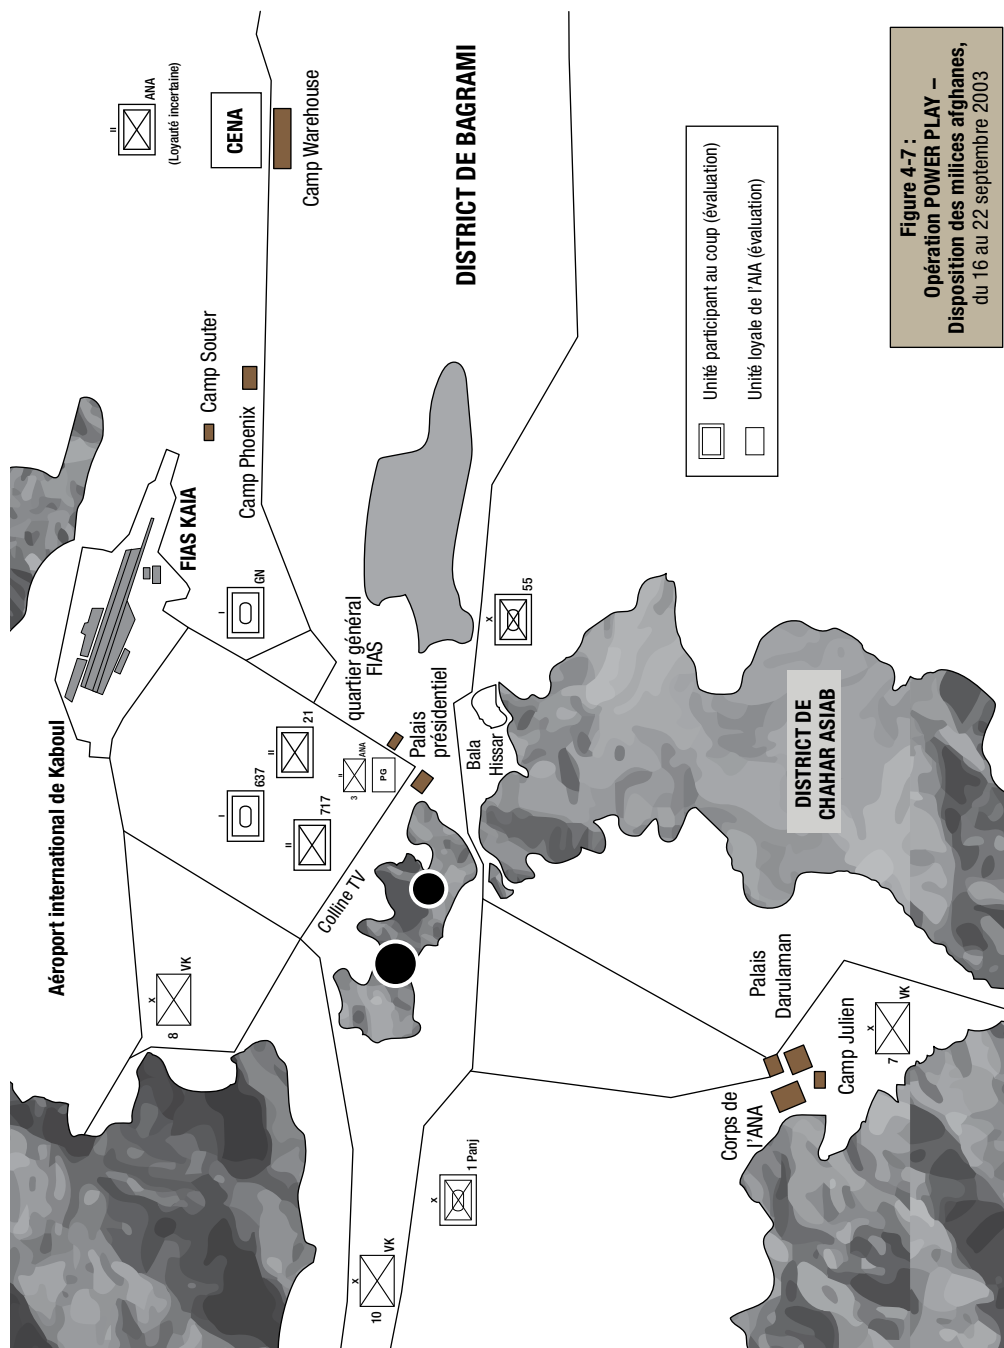 Figure 4-7 :
Opération POWER PLAY –
Disposition des milices afghanes,
du 16 au 22 septembre 2003
Unité participant au coup (évaluation)
Unité loyale de l'AIA (évaluation)
Aéroport international de Kaboul
FIAS KAIA
Camp Souter
Camp Phoenix
II
ANA
(Loyauté incertaine)
CENA
Camp Warehouse
DISTRICT DE BAGRAMI
I
GN
quartier général
FIAS
Palais
présidentiel
II
21
I
637
II
717
3
II
ANA
PG
Colline TV
Bala
Hissar
X
55
X
8
VK
X
10
VK
X
1 Panj
Corps de
l'ANA
Palais
Darulaman
Camp Julien
X
7
VK
DISTRICT DE
CHAHAR ASIAB